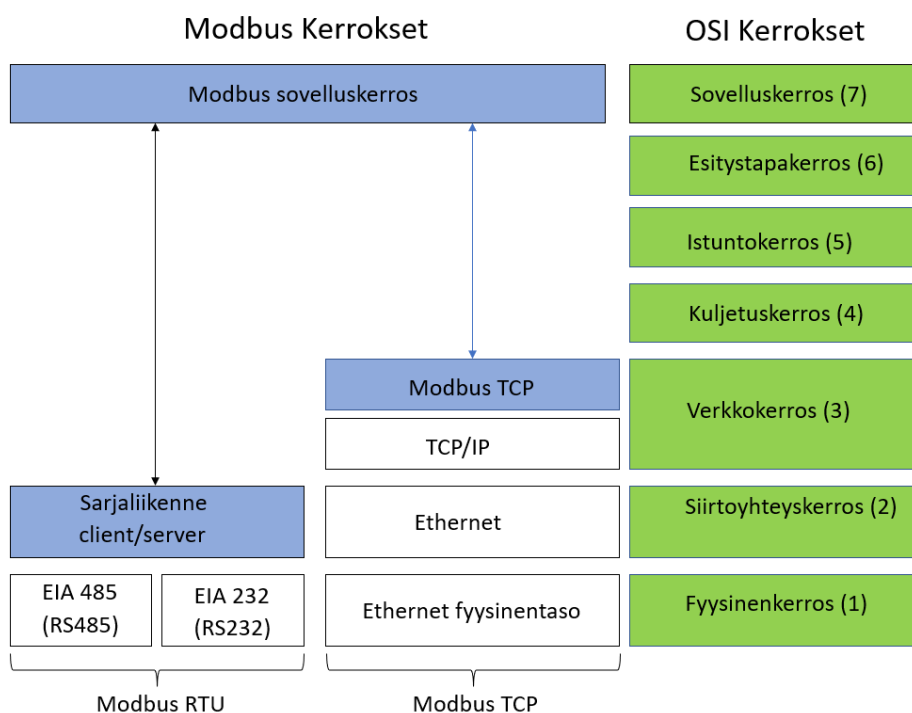 Modbus Kerrokset
OSI Kerrokset
Modbus sovelluskerros
Sovelluskerros (7)
Esitystapakerros (6)
Istuntokerros (5)
Kuljetuskerros (4)
Modbus TCP
Verkkokerros (3)
TCP/IP
Sarjaliikenne
client/server
Ethernet
Siirtoyhteyskerros (2)
EIA 485
(RS485)
EIA 232
(RS232)
Ethernet fyysinentaso
Fyysinenkerros (1)
Modbus RTU
Modbus TCP